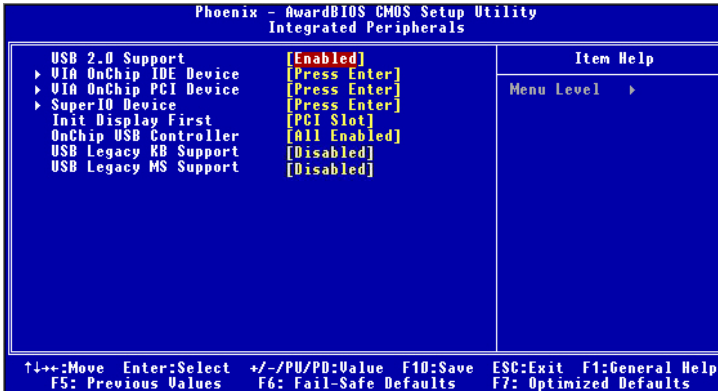 Phoenix - AwardBIOS CMOS Setup Utility
Integrated Peripherals
USB 2.0 Support [Enabled]
▸ VIA OnChip IDE Device [Press Enter]
▸ VIA OnChip PCI Device [Press Enter]
▸ SuperIO Device [Press Enter]
Init Display First [PCI Slot]
OnChip USB Controller [All Enabled]
USB Legacy KB Support [Disabled]
USB Legacy MS Support [Disabled]
Item Help
Menu Level ▸
↑↓→←:Move Enter:Select +/-/PU/PD:Value F10:Save ESC:Exit F1:General Help
F5: Previous Values F6: Fail-Safe Defaults F7: Optimized Defaults